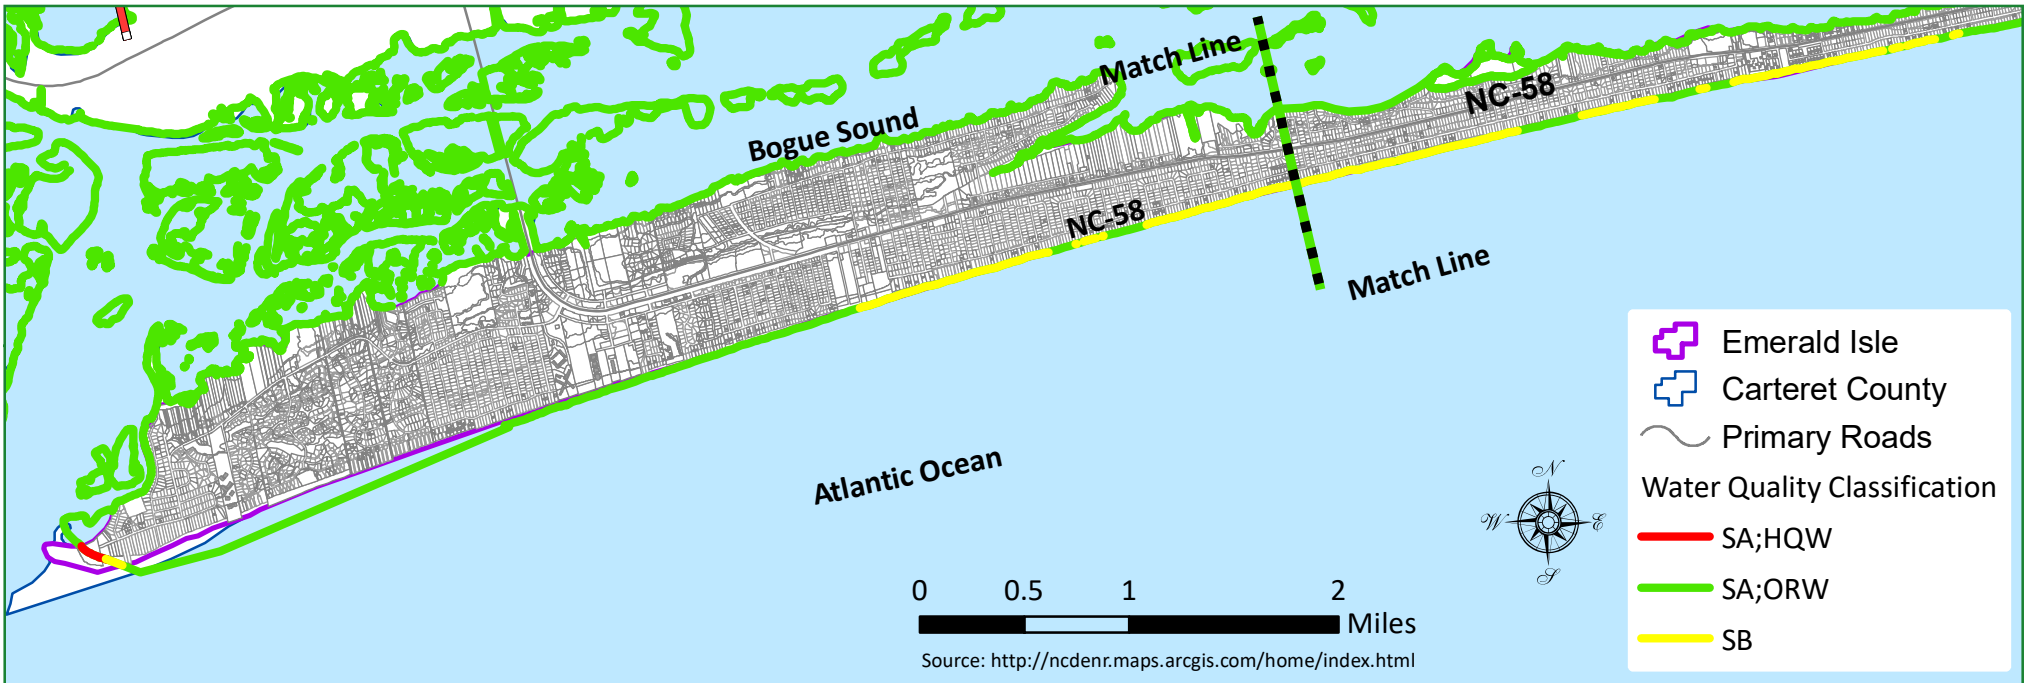 Match Line
NC-58
Bogue Sound
NC-58
Match Line
Atlantic Ocean
Emerald Isle
Carteret County
Primary Roads
Water Quality Classification
SA;HQW
SA;ORW
SB
N
W E
S
0 0.5 1 2
Miles
Source: http://ncdenr.maps.arcgis.com/home/index.html